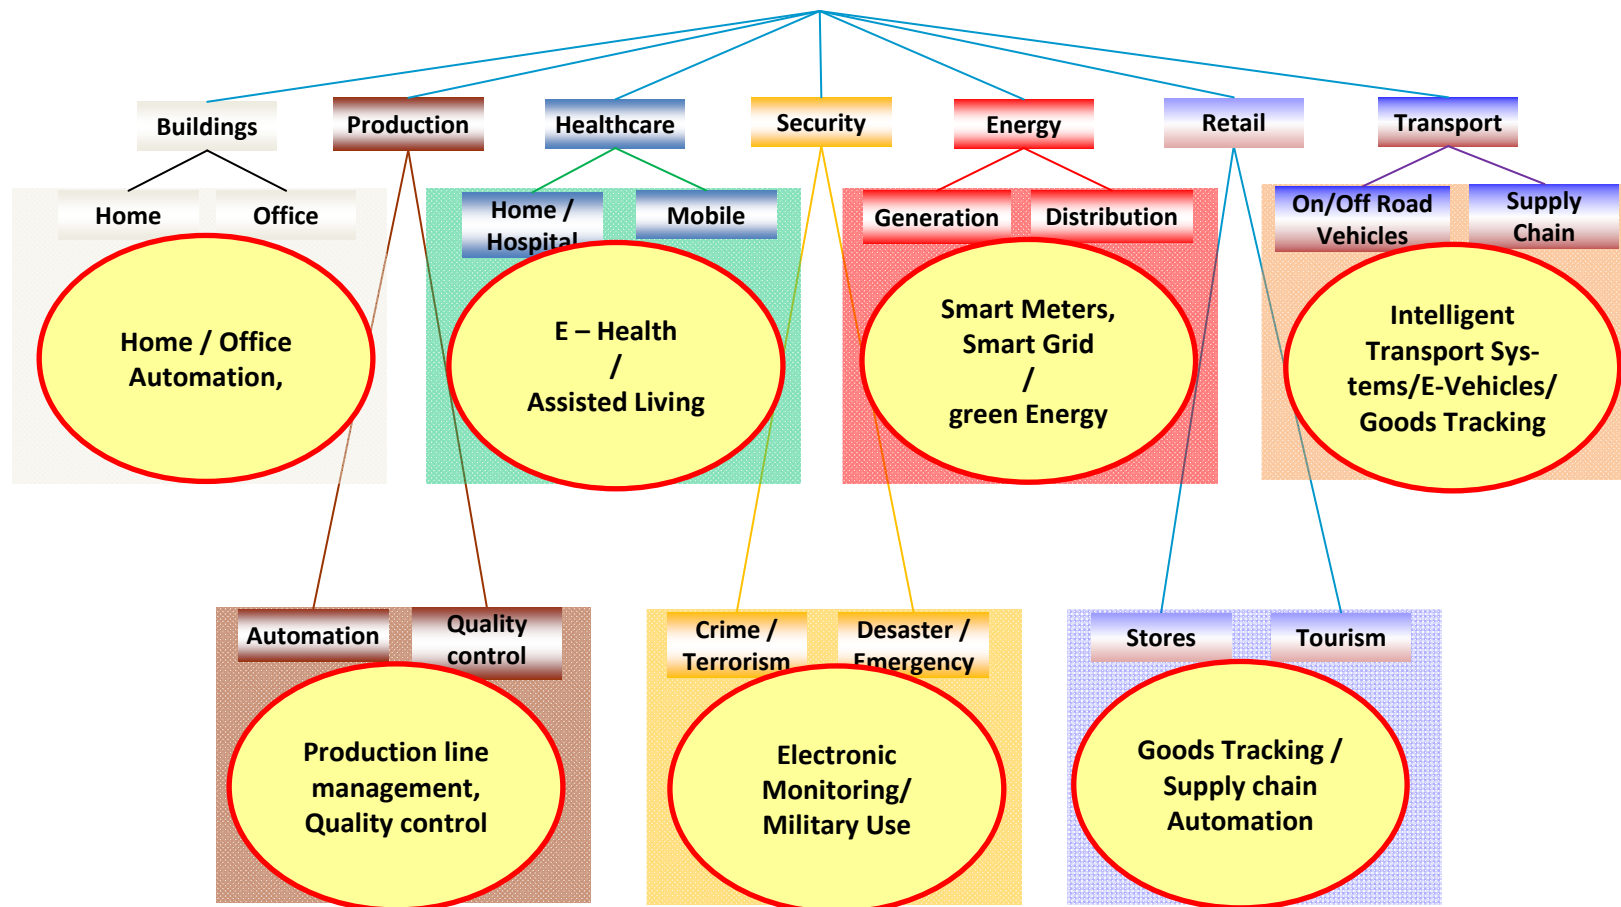 Buildings
Production
Healthcare
Security
Energy
Retail
Transport
Home
Office
Home / Office
Automation,
Home /
Hospital
Mobile
E – Health
/
Assisted Living
Generation
Distribution
Smart Meters,
Smart Grid
/
green Energy
On/Off Road
Vehicles
Supply
Chain
Intelligent
Transport Sys-
tems/E-Vehicles/
Goods Tracking
Automation
Quality
control
Production line
management,
Quality control
Crime /
Terrorism
Desaster /
Emergency
Electronic
Monitoring/
Military Use
Stores
Tourism
Goods Tracking /
Supply chain
Automation